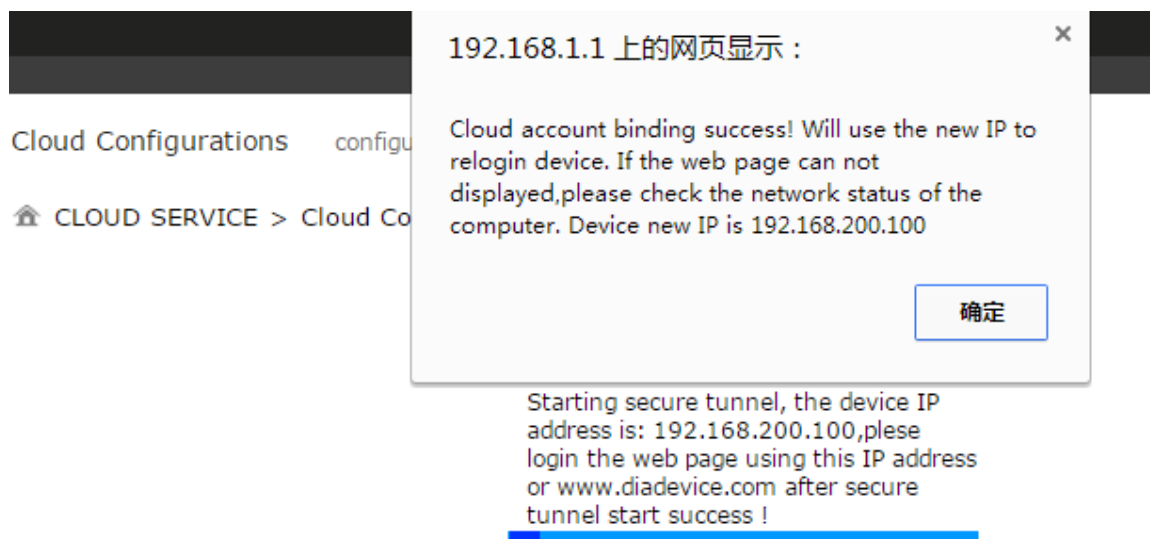 192.168.1.1 上的网页显示：
×
Cloud account binding success! Will use the new IP to
relogin device. If the web page can not
displayed,please check the network status of the
computer. Device new IP is 192.168.200.100
确定
Cloud Configurations configu
CLOUD SERVICE > Cloud Co
Starting secure tunnel, the device IP
address is: 192.168.200.100,plese
login the web page using this IP address
or www.diadevice.com after secure
tunnel start success !